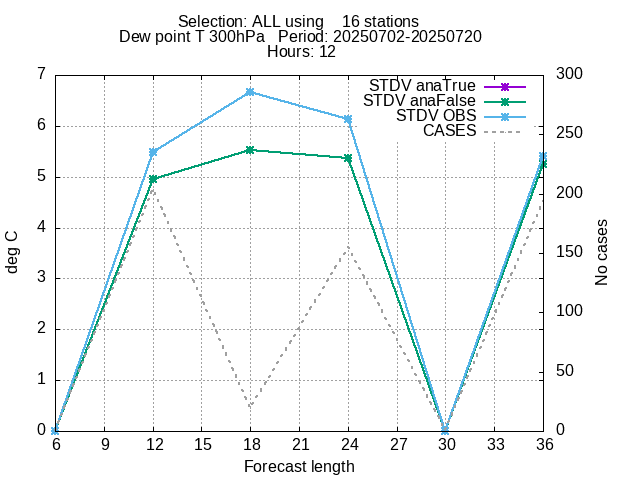 Selection: ALL using    16 stations
Dew point T 300hPa   Period: 20250702-20250720
Hours: 12
STDV anaTrue
STDV anaFalse
STDV OBS
CASES
7
6
5
4
3
2
1
0
300
250
200
150
100
50
0
deg C
No cases
6 9 12 15 18 21 24 27 30 33 36
Forecast length